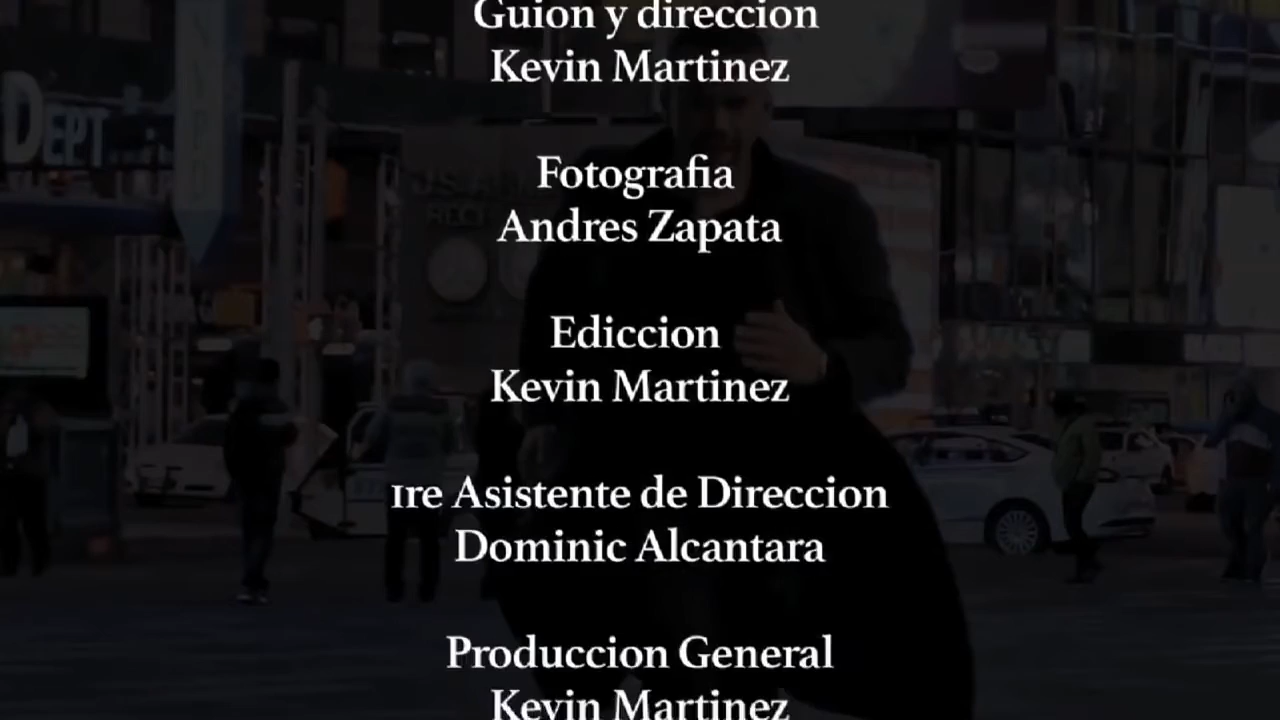 Guion y direccion
Kevin Martinez
Fotografia
Andres Zapata
Ediccion
Kevin Martinez
1re Asistente de Direccion
Dominic Alcantara
Produccion General
Kevin Martinez
DEPT